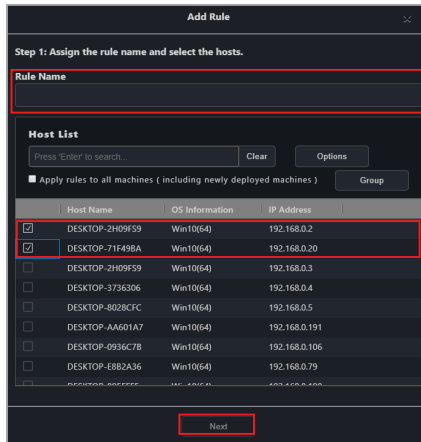 Add Rule
Step 1: Assign the rule name and select the hosts.
Rule Name
Host List
Press 'Enter' to search... Clear Options
Apply rules to all machines ( including newly deployed machines ) Group
Host Name OS Information IP Address
DESKTOP-2H09FS9 Win10(64) 192.168.0.2
DESKTOP-71F49BA Win10(64) 192.168.0.20
DESKTOP-2H09FS9 Win10(64) 192.168.0.3
DESKTOP-3736306 Win10(64) 192.168.0.4
DESKTOP-8028CFC Win10(64) 192.168.0.5
DESKTOP-AA601A7 Win10(64) 192.168.0.191
DESKTOP-0936C7B Win10(64) 192.168.0.106
DESKTOP-E8B2A36 Win10(64) 192.168.0.79
Next